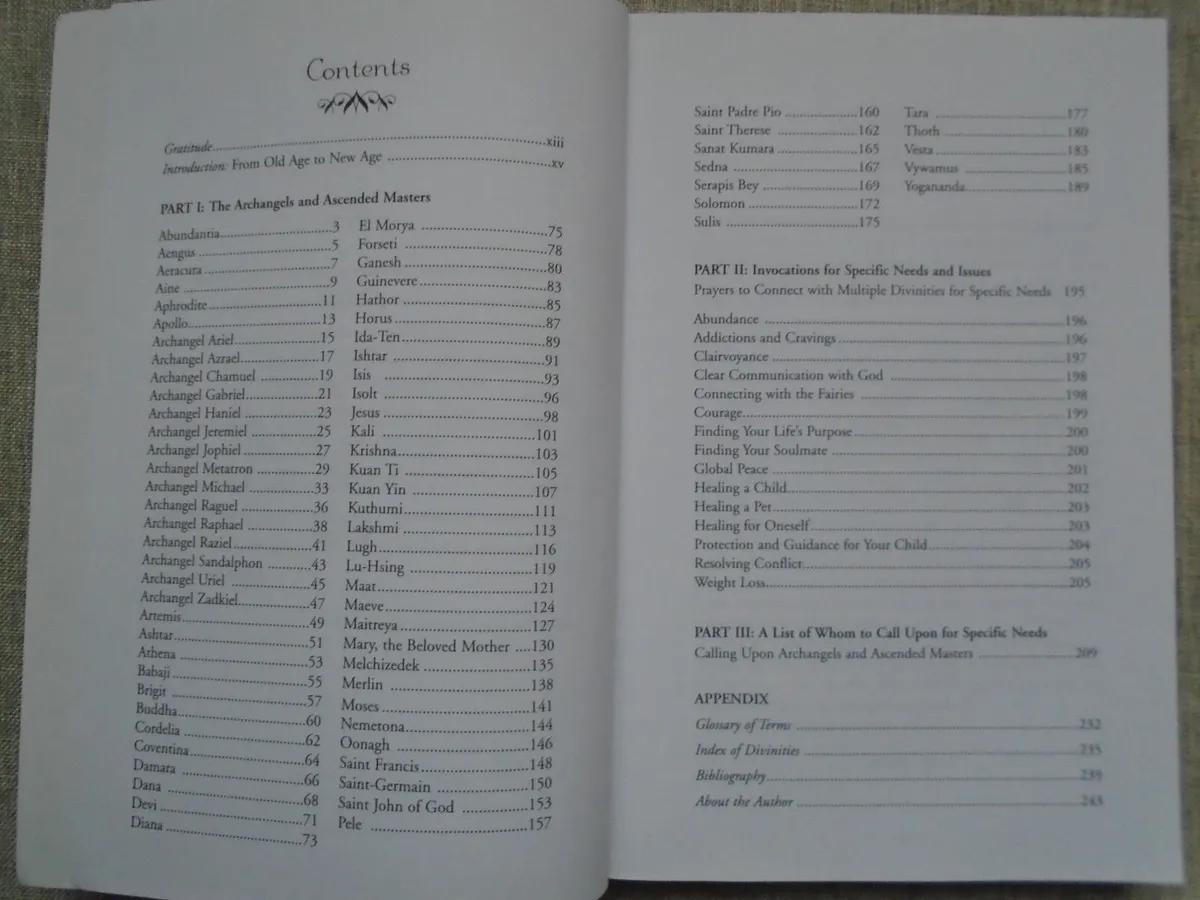 Contents
Gratitude....xiii
Introduction: From Old Age to New Age ....xv
PART I: The Archangels and Ascended Masters
Abundantia....3
Aengus ....5
Aeracura ....7
Aine ....9
Aphrodite....11
Apollo....13
Archangel Ariel....15
Archangel Azrael....17
Archangel Chamuel ....19
Archangel Gabriel....21
Archangel Haniel ....23
Archangel Jeremiel ....25
Archangel Jophiel ....27
Archangel Metatron ....29
Archangel Michael ....33
Archangel Raguel ....36
Archangel Raphael ....38
Archangel Raziel....41
Archangel Sandalphon ....43
Archangel Uriel ....45
Archangel Zadkiel....47
Artemis....49
Ashtar....51
Athena ....53
Babaji....55
Brigit ....57
Buddha....60
Cordelia ....62
Coventina....64
Damara ....66
Dana ....68
Devi ....71
Diana ....73
El Morya ....75
Forseti ....78
Ganesh ....80
Guinevere....83
Hathor ....85
Horus ....87
Ida-Ten....89
Ishtar ....91
Isis ....93
Isolt ....96
Jesus ....98
Kali ....101
Krishna....103
Kuan Ti ....105
Kuan Yin ....107
Kuthumi....111
Lakshmi ....113
Lugh....116
Lu-Hsing ....119
Maat....121
Maeve....124
Maitreya ....127
Mary, the Beloved Mother ....130
Melchizedek ....135
Merlin ....138
Moses....141
Nemetona....144
Oonagh ....146
Saint Francis....148
Saint-Germain ....150
Saint John of God ....153
Pele ....157
Saint Padre Pio ....160
Saint Therese ....162
Sanat Kumara ....165
Sedna ....167
Serapis Bey ....169
Solomon ....172
Sulis ....175
Tara ....177
Thoth ....180
Vesta ....183
Vywamus ....185
Yogananda....189
PART II: Invocations for Specific Needs and Issues
Prayers to Connect with Multiple Divinities for Specific Needs 195
Abundance ....196
Addictions and Cravings ....196
Clairvoyance ....197
Clear Communication with God ....198
Connecting with the Fairies ....198
Courage....199
Finding Your Life's Purpose ....200
Finding Your Soulmate ....200
Global Peace ....201
Healing a Child....202
Healing a Pet....203
Healing for Oneself....203
Protection and Guidance for Your Child....204
Resolving Conflict....205
Weight Loss....205
PART III: A List of Whom to Call Upon for Specific Needs
Calling Upon Archangels and Ascended Masters ....209
APPENDIX
Glossary of Terms ....232
Index of Divinities ....235
Bibliography....239
About the Author ....243